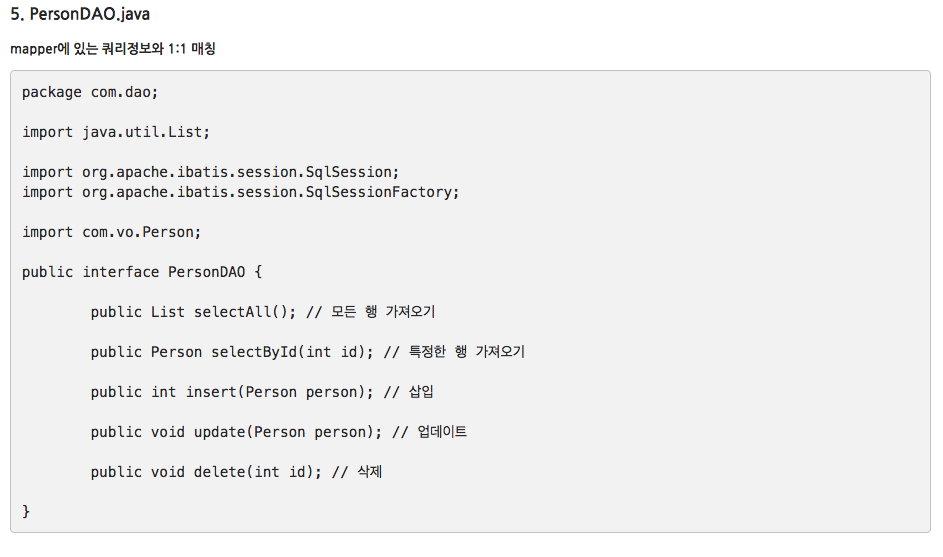 5. PersonDAO.java
mapper에 있는 쿼리정보와 1:1 매칭
package com.dao;
import java.util.List;
import org.apache.ibatis.session.SqlSession;
import org.apache.ibatis.session.SqlSessionFactory;
import com.vo.Person;
public interface PersonDAO {
public List selectAll(); // 모든 행 가져오기
public Person selectById(int id); // 특정한 행 가져오기
public int insert(Person person); // 삽입
public void update(Person person); // 업데이트
public void delete(int id); // 삭제
}